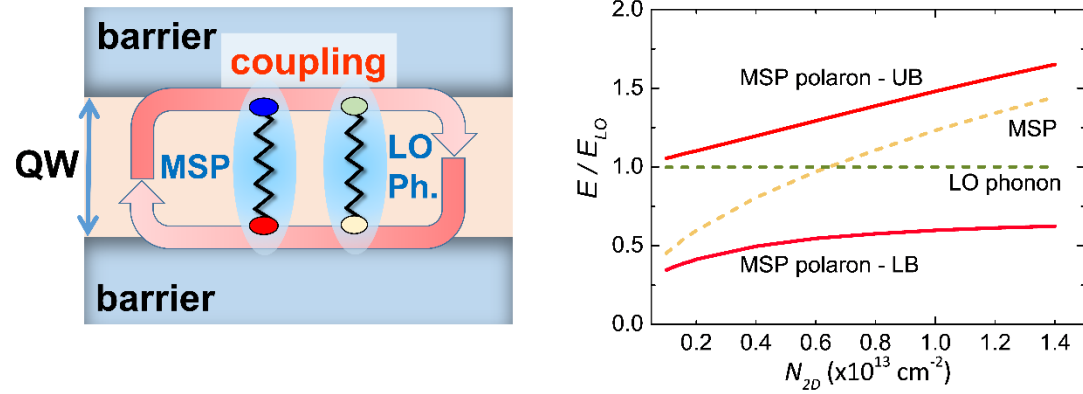 barrier
coupling
QW
MSP
LO
Ph.
barrier
E / E_LO
2.0
1.5
1.0
0.5
0.0
MSP polaron - UB
MSP
LO phonon
MSP polaron - LB
0.2 0.4 0.6 0.8 1.0 1.2 1.4
N_2D (x10^13 cm^-2)